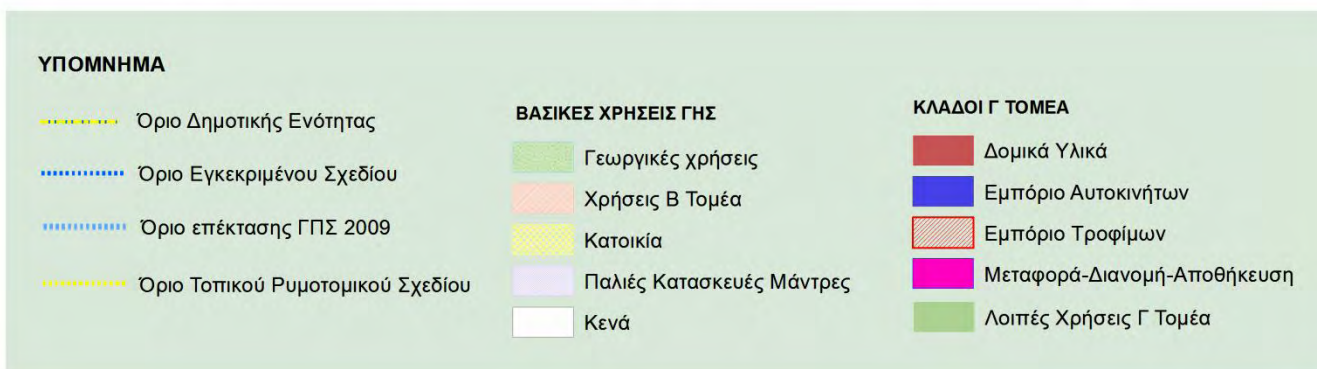 ΥΠΟΜΝΗΜΑ
Όριο Δημοτικής Ενότητας
Όριο Εγκεκριμένου Σχεδίου
Όριο επέκτασης ΓΠΣ 2009
Όριο Τοπικού Ρυμοτομικού Σχεδίου
ΒΑΣΙΚΕΣ ΧΡΗΣΕΙΣ ΓΗΣ
Γεωργικές χρήσεις
Χρήσεις Β Τομέα
Κατοικία
Παλιές Κατασκευές Μάντρες
Κενά
ΚΛΑΔΟΙ Γ ΤΟΜΕΑ
Δομικά Υλικά
Εμπόριο Αυτοκινήτων
Εμπόριο Τροφίμων
Μεταφορά-Διανομή-Αποθήκευση
Λοιπές Χρήσεις Γ Τομέα